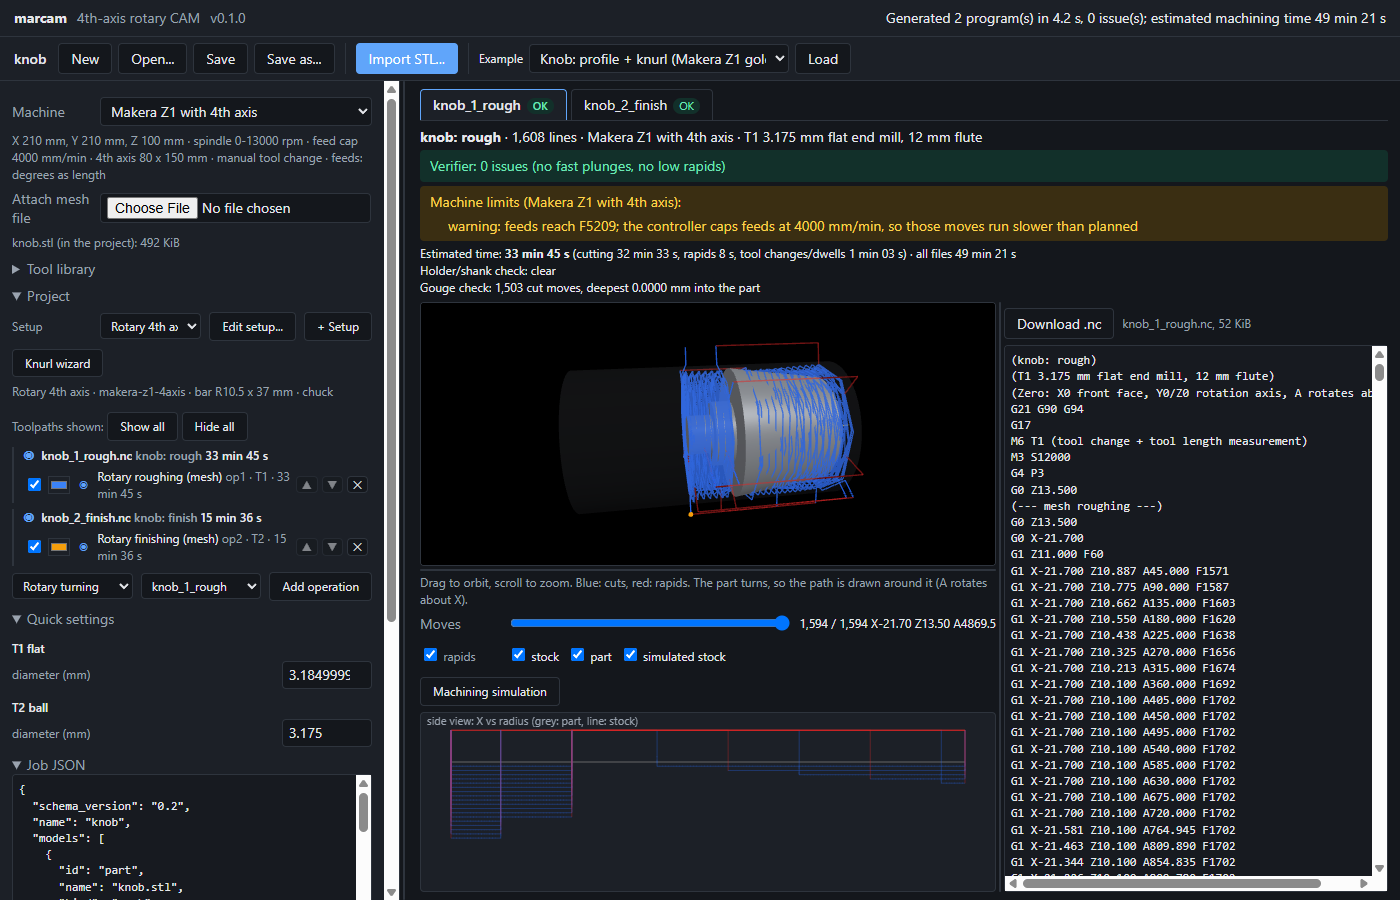 marcam 4th-axis rotary CAM v0.1.0
Generated 2 program(s) in 4.2 s, 0 issue(s); estimated machining time 49 min 21 s
knob New Open... Save Save as... Import STL... Example Knob: profile + knurl (Makera Z1 gol Load
Machine Makera Z1 with 4th axis
X 210 mm, Y 210 mm, Z 100 mm · spindle 0-13000 rpm · feed cap
4000 mm/min · 4th axis 80 x 150 mm · manual tool change · feeds:
degrees as length
Attach mesh
file
Choose File No file chosen
knob.stl (in the project): 492 KiB
Tool library
Project
Setup Rotary 4th a Edit setup... + Setup
Knurl wizard
Rotary 4th axis · makera-z1-4axis · bar R10.5 x 37 mm · chuck
Toolpaths shown: Show all Hide all
knob_1_rough.nc knob: rough 33 min 45 s
Rotary roughing (mesh) op1 · T1 · 33
min 45 s
knob_2_finish.nc knob: finish 15 min 36 s
Rotary finishing (mesh) op2 · T2 · 15
min 36 s
Rotary turning knob_1_rough Add operation
Quick settings
T1 flat
diameter (mm) 3.1849999
T2 ball
diameter (mm) 3.175
Job JSON
{
"schema_version": "0.2",
"name": "knob",
"models": [
{
"id": "part",
"name": "knob.stl",
knob_1_rough OK knob_2_finish OK
knob: rough · 1,608 lines · Makera Z1 with 4th axis · T1 3.175 mm flat end mill, 12 mm flute
Verifier: 0 issues (no fast plunges, no low rapids)
Machine limits (Makera Z1 with 4th axis):
warning: feeds reach F5209; the controller caps feeds at 4000 mm/min, so those moves run slower than planned
Estimated time: 33 min 45 s (cutting 32 min 33 s, rapids 8 s, tool changes/dwells 1 min 03 s) · all files 49 min 21 s
Holder/shank check: clear
Gouge check: 1,503 cut moves, deepest 0.0000 mm into the part
Drag to orbit, scroll to zoom. Blue: cuts, red: rapids. The part turns, so the path is drawn around it (A rotates
about X).
Moves 1,594 / 1,594 X-21.70 Z13.50 A4869.5
rapids stock part simulated stock
Machining simulation
side view: X vs radius (grey: part, line: stock)
Download .nc knob_1_rough.nc, 52 KiB
(knob: rough)
(T1 3.175 mm flat end mill, 12 mm flute)
(Zero: X0 front face, Y0/Z0 rotation axis, A rotates ab
G21 G90 G94
G17
M6 T1 (tool change + tool length measurement)
M3 S12000
G4 P3
G0 Z13.500
(--- mesh roughing ---)
G0 Z13.500
G0 X-21.700
G1 Z11.000 F60
G1 X-21.700 Z10.887 A45.000 F1571
G1 X-21.700 Z10.775 A90.000 F1587
G1 X-21.700 Z10.662 A135.000 F1603
G1 X-21.700 Z10.550 A180.000 F1620
G1 X-21.700 Z10.438 A225.000 F1638
G1 X-21.700 Z10.325 A270.000 F1656
G1 X-21.700 Z10.213 A315.000 F1674
G1 X-21.700 Z10.100 A360.000 F1692
G1 X-21.700 Z10.100 A405.000 F1702
G1 X-21.700 Z10.100 A450.000 F1702
G1 X-21.700 Z10.100 A495.000 F1702
G1 X-21.700 Z10.100 A540.000 F1702
G1 X-21.700 Z10.100 A585.000 F1702
G1 X-21.700 Z10.100 A630.000 F1702
G1 X-21.700 Z10.100 A675.000 F1702
G1 X-21.700 Z10.100 A720.000 F1702
G1 X-21.581 Z10.100 A764.945 F1702
G1 X-21.463 Z10.100 A809.890 F1702
G1 X-21.344 Z10.100 A854.835 F1702